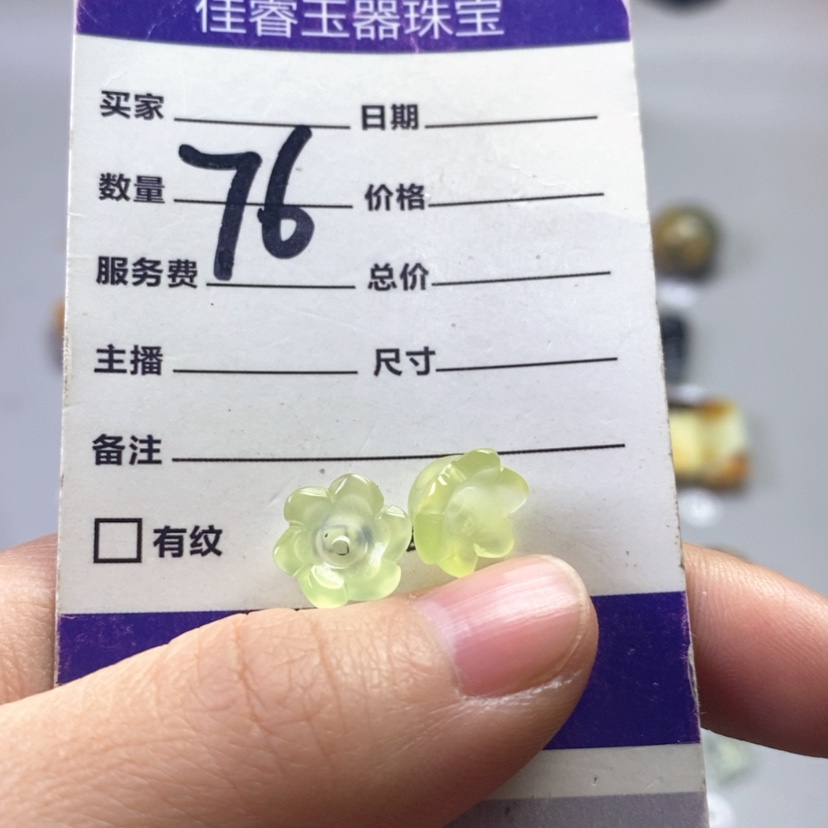 佳睿玉器珠宝
买家 日期
76
数量 价格
服务费 总价
主播 尺寸
备注
有纹